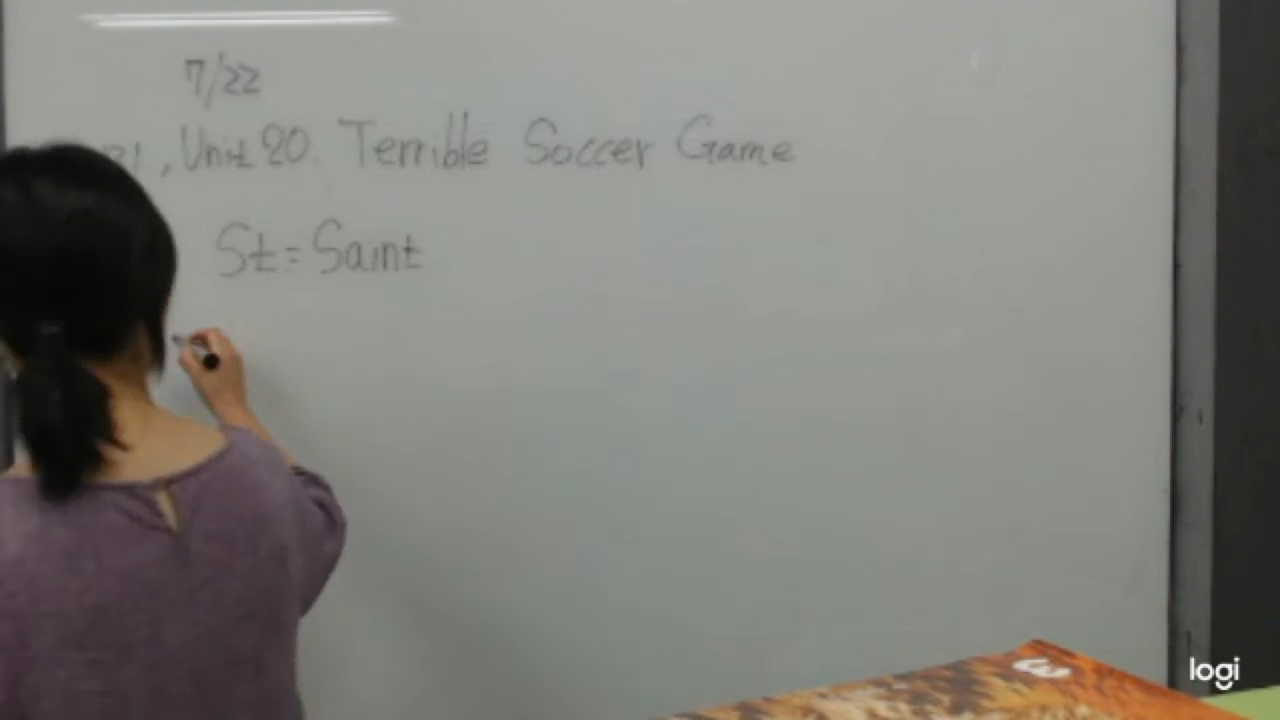 7/22
, Unit 20. Terrible Soccer Game
St = Saint
logi